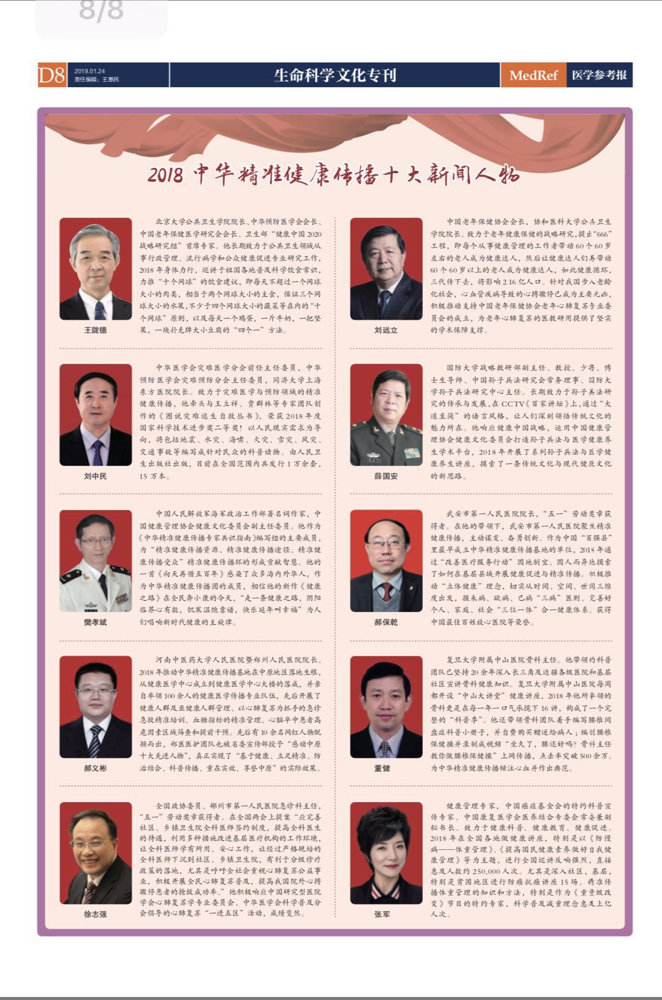 8/8
D8
2019.01.24
责任编辑：王惠民
生命科学文化专刊
MedRef
医学参考报
2018 中华精准健康传播十大新闻人物
北京大学公共卫生学院院长、中华预防医学会会长、
中国老年保健医学研究会会长、卫生部“健康中国2020
战略研究组”首席专家。他长期致力于公共卫生领域从
事行政管理、流行病学和公众健康促进专业研究工作，
2018年身体力行，巡讲于祖国各地普及科学饮食常识，
力推“十个网球”的饮食建议，即每天不超过一个网球
大小的肉类，相当于两个网球大小的主食，保证三个网
球大小的水果，不少于四个网球大小的蔬菜等在内的“十
个网球”原则，以及每天一个鸡蛋，一斤牛奶，一把坚
果，一块扑克牌大小豆腐的“四个一”方法。
王陇德
中国老年保健协会会长，协和医科大学公共卫生
学院院长。致力于老年健康保健的战略研究，提出“666”
工程，即每个从事健康管理的工作者带动60个60岁
左右的老人成为健康达人，然后让健康达人们再带动
60个60岁以上的老人成为健康达人，如此健康循环，
三代传下去，将影响2.16亿人口。针对我国步入老龄
化社会，心血管疾病导致的心搏骤停已成为主要元凶，
积极推动支持中国老年保健协会老年心肺复苏专业委
员会的成立，为老年心肺复苏的医教研用提供了坚实
的学术保障支撑。
刘远立
中华医学会灾难医学分会前任主任委员，中华
预防医学会灾难预防分会主任委员，同济大学上海
东方医院院长。致力于灾难医学与预防领域的精准
健康传播，他牵头与王立祥、贾群林等专家团队创
作的《图说灾难逃生自救丛书》，荣获2018年度
国家科学技术进步奖二等奖！以人民现实需求为导
向，将包括地震、水灾、海啸、火灾、雪灾、风灾、
交通事故等编写成针对民众的科普读物。由人民卫
生出版社出版，目前在全国范围内共发行1万余套，
15万本。
刘中民
国防大学战略教研部副主任、教授、少将、博
士生导师、中国孙子兵法研究会常务理事、国防大
学孙子兵法研究中心主任。长期致力于孙子兵法研
究的传承与发展，在CCTV《百家讲坛》上，通过“大
道至简”的语言风格，让人们深刻领悟传统文化的
魅力所在。他响应健康中国战略，运用中国健康管
理协会健康文化委员会打造孙子兵法与医学健康养
生学术平台，2018年开展了系列孙子兵法与医学健
康养生讲座，摸索了一条传统文化与现代健康文化
的新思路。
薛国安
中国人民解放军海军政治工作部著名词作家，中
国健康管理协会健康文化委员会副主任委员。他作为
《中华精准健康传播专家共识指南》编写组的主要成员，
为“精准健康传播资源、精准健康传播途径、精准健
康传播受众”精准健康传播环的形成贡献智慧。他的
一首《向天再借五百年》感染了众多海内外华人，作
为中华精准健康传播团的成员，相信他的新作《健康
之路》在全民奔小康的今天，“走一条健康之路，阴阳
临界心有数，饥寒温饱靠谱，快乐延年叫幸福”为人
们唱响新时代健康的主旋律。
樊孝斌
武安市第一人民医院院长，“五一”劳动奖章获
得者。在他的带领下，武安市第一人民医院聚焦精准
健康传播，主动谋变、奋勇创新。作为中国“百强县”
里最早成立中华精准健康传播基地的单位，2018年通
过“改善医疗服务行动”因地制宜、因人而异地摸索
了如何在基层县域开展健康促进与精准传播。积极推
动“立体健康”理念，切实从时间、空间、世间三维
度出发，握未病、欲病、已病“三病”医则、完善好
个人、家庭、社会“三位一体”合一健康体系。获得
中国最佳百姓放心医院等荣誉。
郝保乾
河南中医药大学人民医院暨郑州人民医院院长。
2018年推动中华精准健康传播基地在中原地区落地生根，
从健康医学中心成立到健康医学中心大楼的落成，并亲
自率领100余人的健康医学传播专业队伍，先后开展了
健康人群及亚健康人群管理、以心肺复苏为抓手的急诊
急救精准培训、血糖指标的精准管理、心脑卒中患者高
危因素区域筛查和提前干预。先后有10余名网红人物脱
颖而出，郑医医护团队也被省委宣传部授予“感动中原
十大先进人物”，真正实现了“基于健康、立足精准、防
治结合、科普传播、重在实效、享誉中原”的实际效果。
郝义彬
复旦大学附属中山医院骨科主任。他带领的科普
团队已坚持20余年深入长三角及边疆各级医院和基层
社区宣讲骨科健康知识。复旦大学附属中山医院每周
都开设“中山大讲堂”健康讲座，2018年他所率领的
骨科更是在每一年一口气承揽下16讲，构成了一个完
整的“科普季”。他还带领骨科团队着手编写腰椎间
盘症科普小册子，并自费购买赠送给病人；编创腰椎
保健操并录制成视频“坐久了，腰还好吗？骨科主任
教你做腰椎保健操”上网传播，点击率突破500余万。
为中华精准健康传播倾注心血并作出典范。
董健
全国政协委员、郴州市第一人民医院急诊科主任，
“五一”劳动奖章获得者。在全国两会上提案“应完善
社区、乡镇卫生院全科医师签约制度，提高全科医生
的待遇，利用多种措施改进基层医疗机构的工作环境，
让全科医师学有所用、安心工作，让经过严格规培的
全科医师下沉到社区、乡镇卫生院，有利于分级诊疗
政策的落地，尤其是呼吁全社会重视心肺复苏公益事
业，积极开展全民心肺复苏普及，提高我国院外心搏
骤停患者的抢救成功率。”他积极响应中国研究型医院
学会心肺复苏学专业委员会、中华医学会科学普及分
会倡导的心肺复苏“一进五区”活动，成绩斐然。
徐志强
健康管理专家，中国癌症基金会的特约科普宣
传专家、中国康复医学会医养结合专委会常委兼副
秘书长。致力于健康科普、健康教育、健康促进。
2018年在全国各地做健康讲座，特别是以《防慢
病——体重管理》、《提高国民健康素养做好自我健
康管理》等为主题，进行全国巡讲反响强烈，直接
惠及人数约250,000人次。尤其是深入社区，基层，
特别是贫困地区进行防癌抗癌讲座15场。精准传
播体重管理的知识和方法，特别是作为《重量级改
变》节目的特约专家，科学普及减重理念惠及上亿
人次。
张军